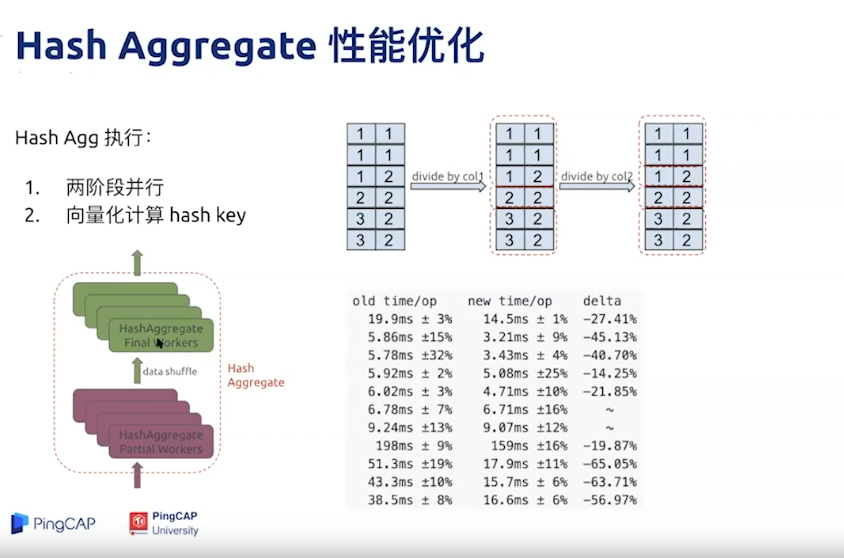 Hash Aggregate 性能优化
Hash Agg 执行：
1. 两阶段并行
2. 向量化计算 hash key
HashAggregate
Final Workers
data shuffle
Hash
Aggregate
HashAggregate
Partial Workers
1 1
1 1
1 2
2 2
3 2
3 2
divide by col1
1 1
1 1
1 2
2 2
3 2
3 2
divide by col2
1 1
1 1
1 2
2 2
3 2
3 2
old time/op new time/op delta
19.9ms ± 3% 14.5ms ± 1% -27.41%
5.86ms ±15% 3.21ms ± 9% -45.13%
5.78ms ±32% 3.43ms ± 4% -40.70%
5.92ms ± 2% 5.08ms ±25% -14.25%
6.02ms ± 3% 4.71ms ±10% -21.85%
6.78ms ± 7% 6.71ms ±16% ~
9.24ms ±13% 9.07ms ±12% ~
198ms ± 9% 159ms ±16% -19.87%
51.3ms ±19% 17.9ms ±11% -65.05%
43.3ms ±10% 15.7ms ± 6% -63.71%
38.5ms ± 8% 16.6ms ± 6% -56.97%
PingCAP
PingCAP
University